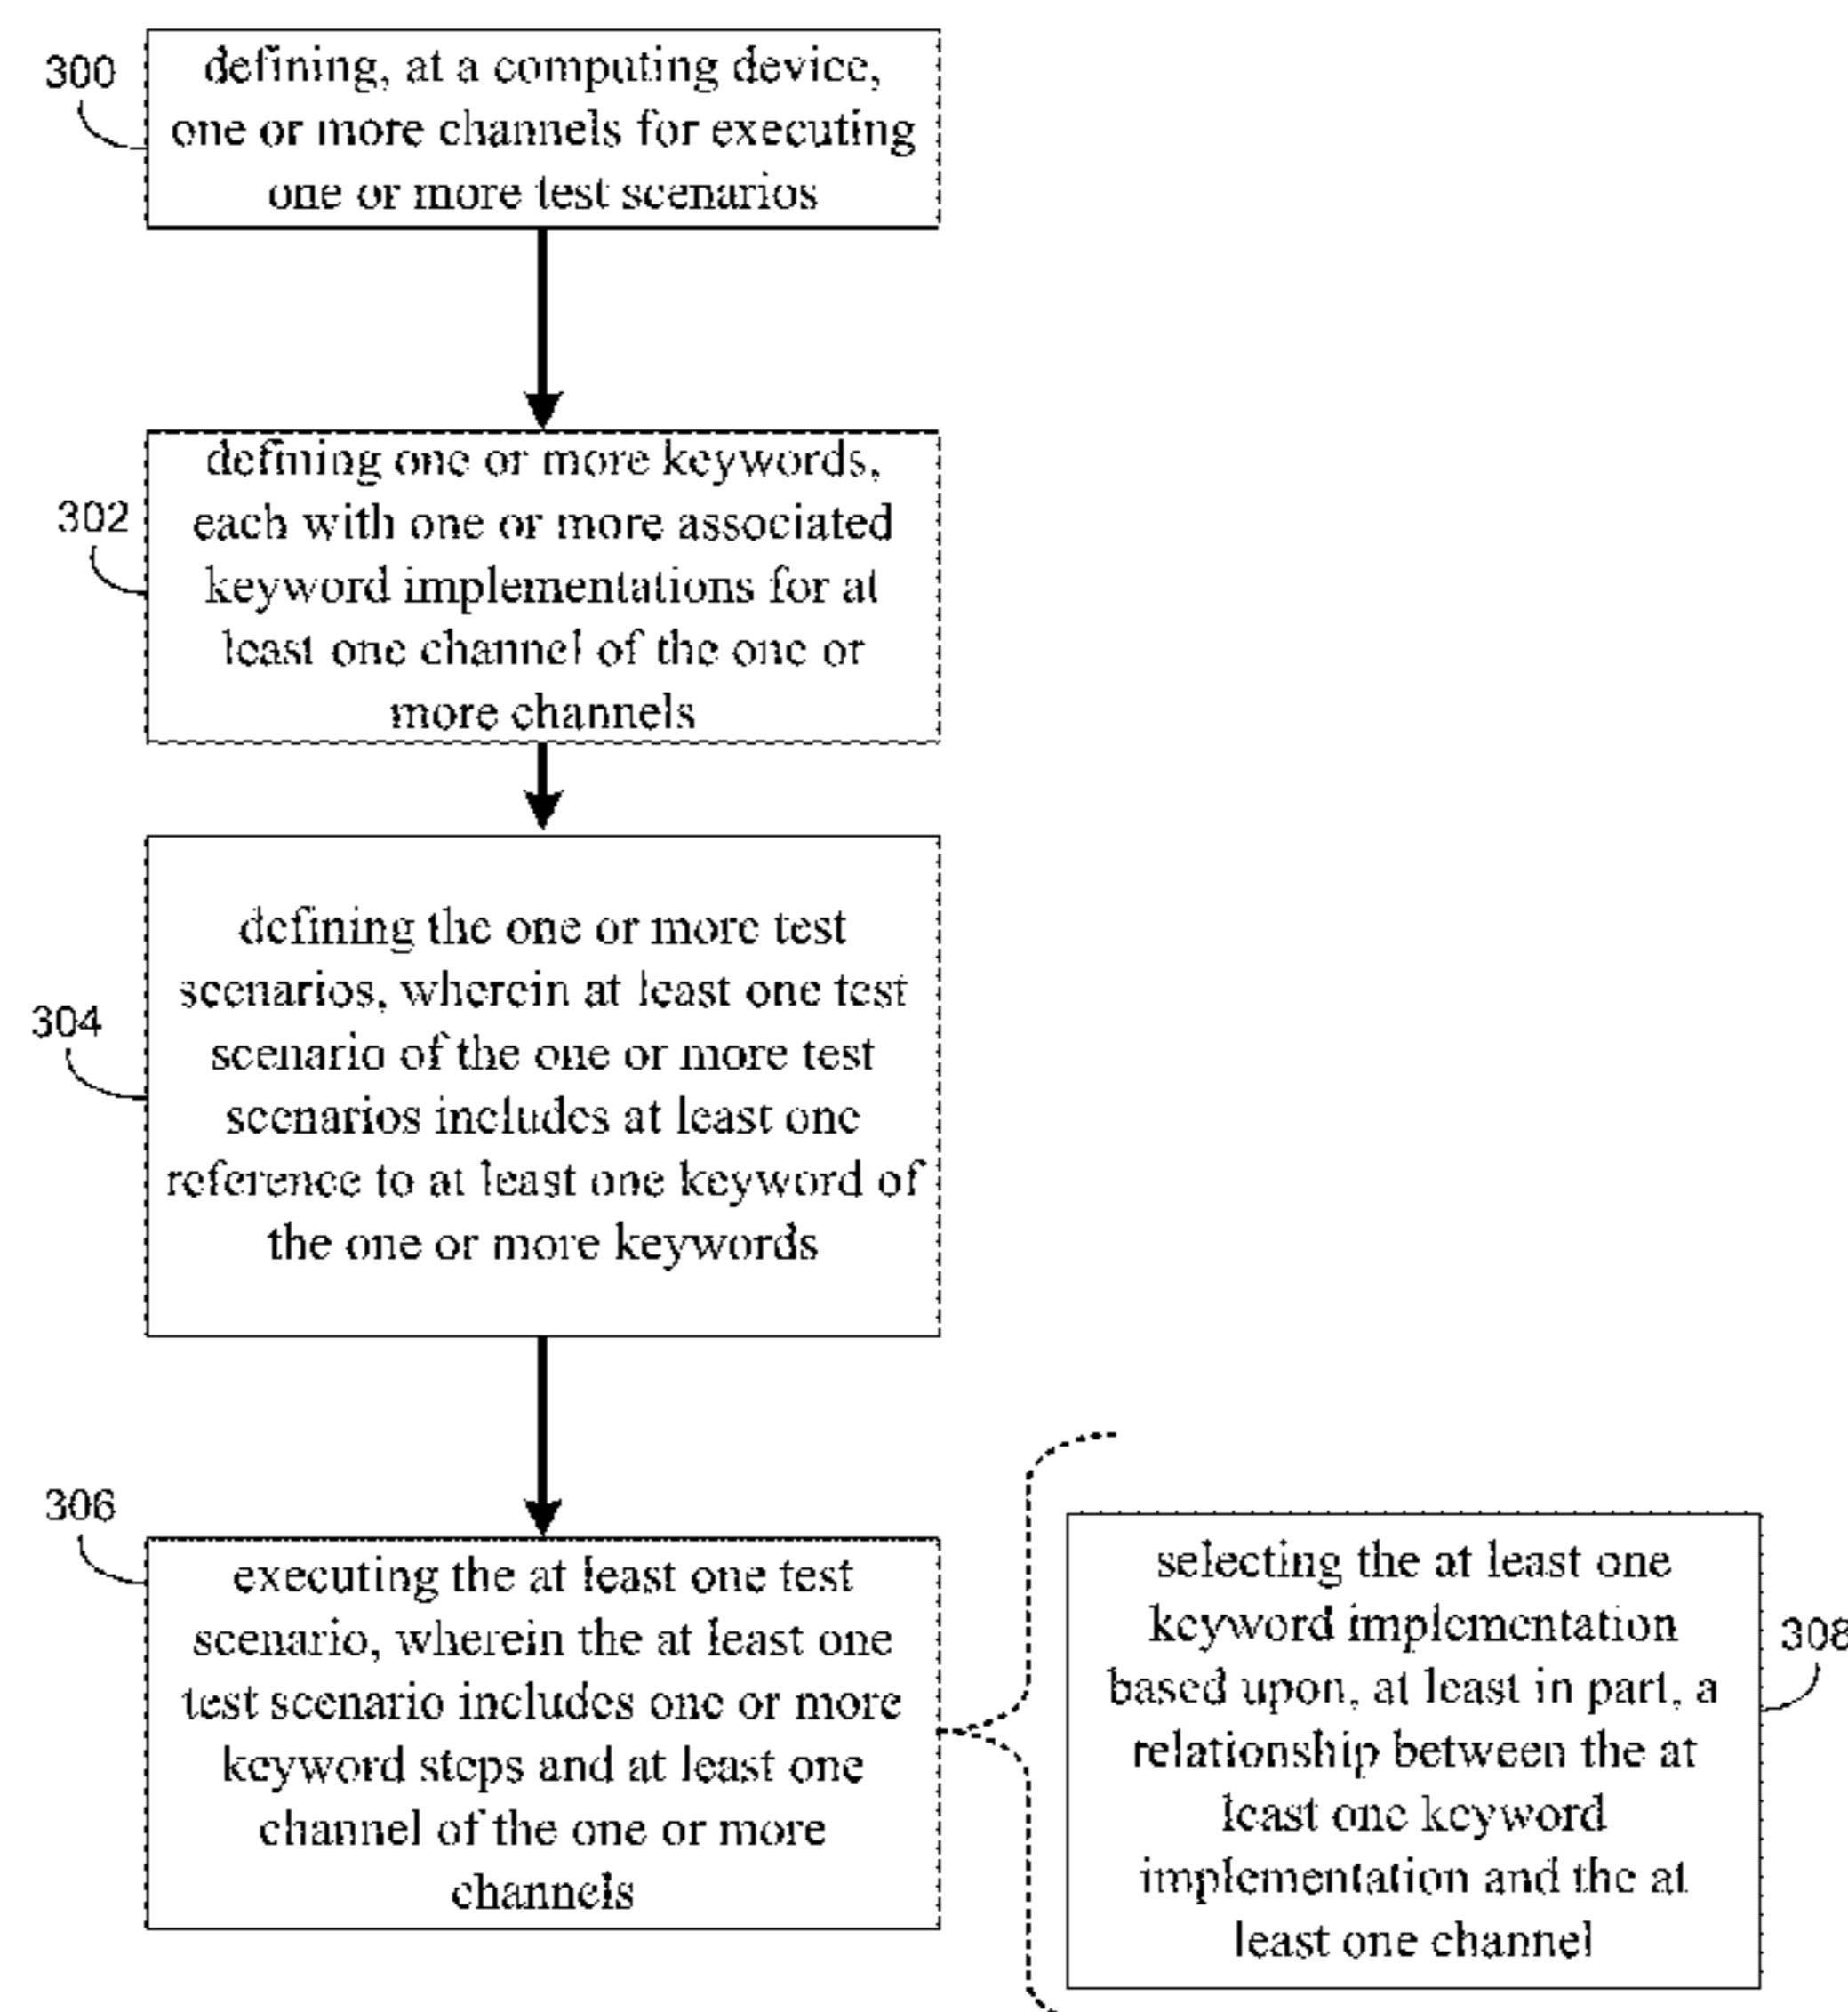 300
defining, at a computing device,
one or more channels for executing
one or more test scenarios
302
defining one or more keywords,
each with one or more associated
keyword implementations for at
least one channel of the one or
more channels
304
defining the one or more test
scenarios, wherein at least one test
scenario of the one or more test
scenarios includes at least one
reference to at least one keyword of
the one or more keywords
306
executing the at least one test
scenario, wherein the at least one
test scenario includes one or more
keyword steps and at least one
channel of the one or more
channels
selecting the at least one
keyword implementation
based upon, at least in part, a
relationship between the at
least one keyword
implementation and the at
least one channel
308